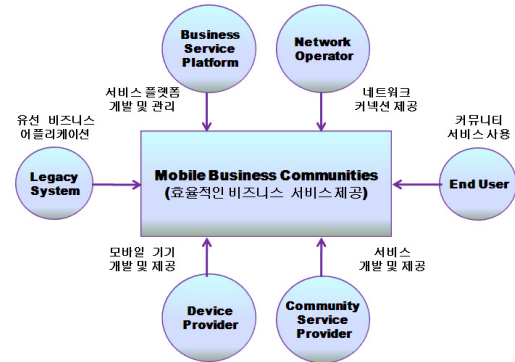 Business
Service
Platform
Network
Operator
서비스 플랫폼
개발 및 관리
네트워크
커넥션 제공
유선 비즈니스
어플리케이션
커뮤니티
서비스 사용
Legacy
System
Mobile Business Communities
(효율적인 비즈니스 서비스 제공)
End User
모바일 기기
개발 및 제공
서비스
개발 및 제공
Device
Provider
Community
Service
Provider